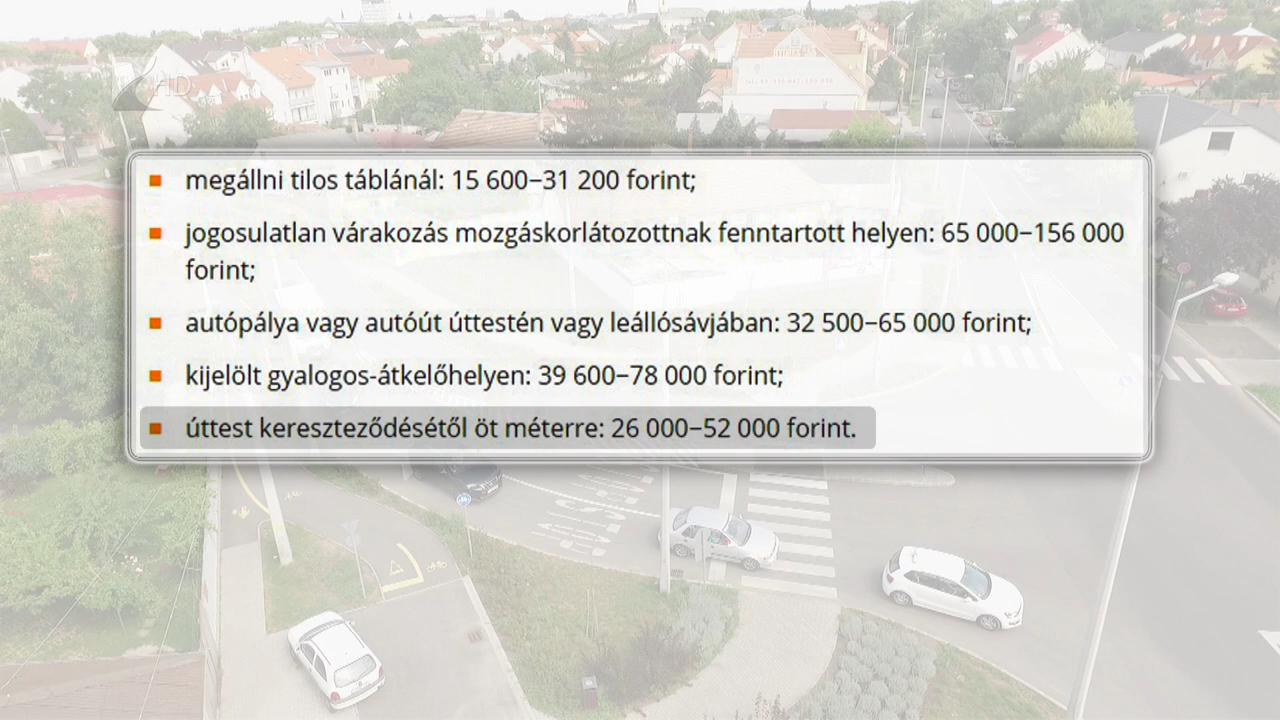 HD
megállni tilos táblánál: 15 600–31 200 forint;
jogosulatlan várakozás mozgáskorlátozottnak fenntartott helyen: 65 000–156 000
forint;
autópálya vagy autóút úttestén vagy leállósávjában: 32 500–65 000 forint;
kijelölt gyalogos-átkelőhelyen: 39 600–78 000 forint;
úttest kereszteződésétől öt méterre: 26 000–52 000 forint.